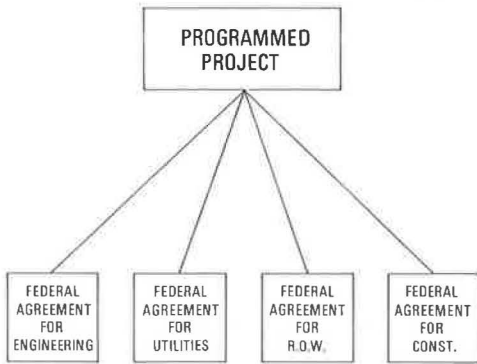 PROGRAMMED
PROJECT
FEDERAL
AGREEMENT
FOR
ENGINEERING
FEDERAL
AGREEMENT
FOR
UTILITIES
FEDERAL
AGREEMENT
FOR
R.O.W.
FEDERAL
AGREEMENT
FOR
CONST.